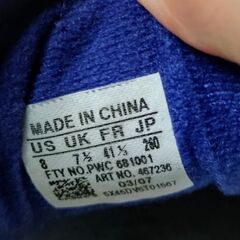 MADE IN CHINA
US UK FR JP
8 7½ 41⅓ 260
FTY NO.PWC 681001
ART NO. 467236
03/07